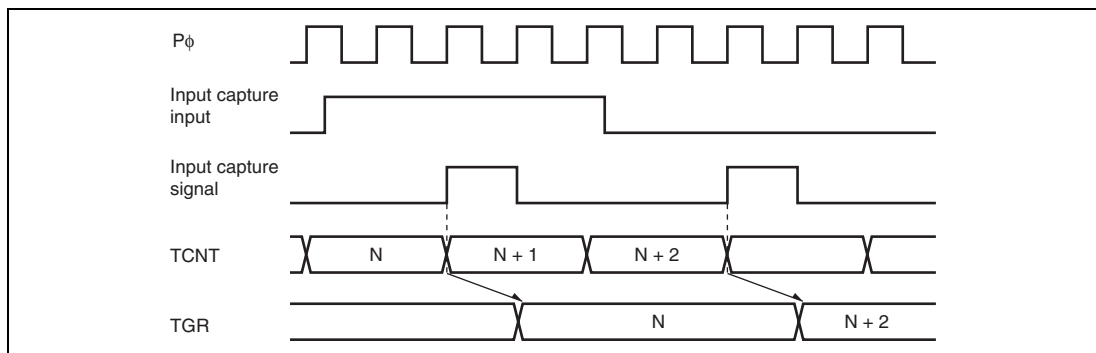 Pϕ
Input capture
input
Input capture
signal
TCNT
N
N + 1
N + 2
TGR
N
N + 2